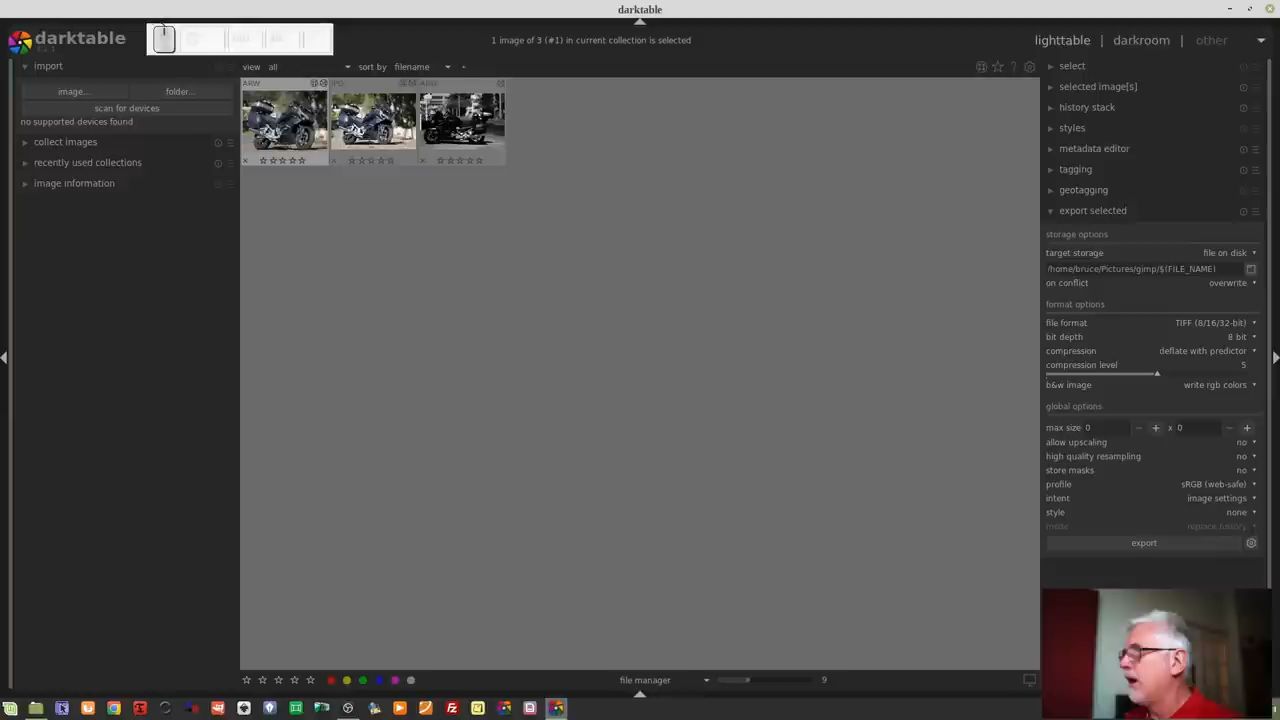 darktable
darktable
1 image of 3 (#1) in current collection is selected
lighttable | darkroom | other
import
view all sort by filename
image... folder...
scan for devices
no supported devices found
collect images
recently used collections
image information
ARW
select
selected image[s]
history stack
styles
metadata editor
tagging
geotagging
export selected
storage options
target storage file on disk
/home/bruce/Pictures/gimp/$(FILE_NAME)
on conflict overwrite
format options
file format TIFF (8/16/32-bit)
bit depth 8 bit
compression deflate with predictor
compression level 5
b&w image write rgb colors
global options
max size 0 x 0
allow upscaling no
high quality resampling no
store masks no
profile sRGB (web-safe)
intent image settings
style none
mode replace history
export
file manager 9